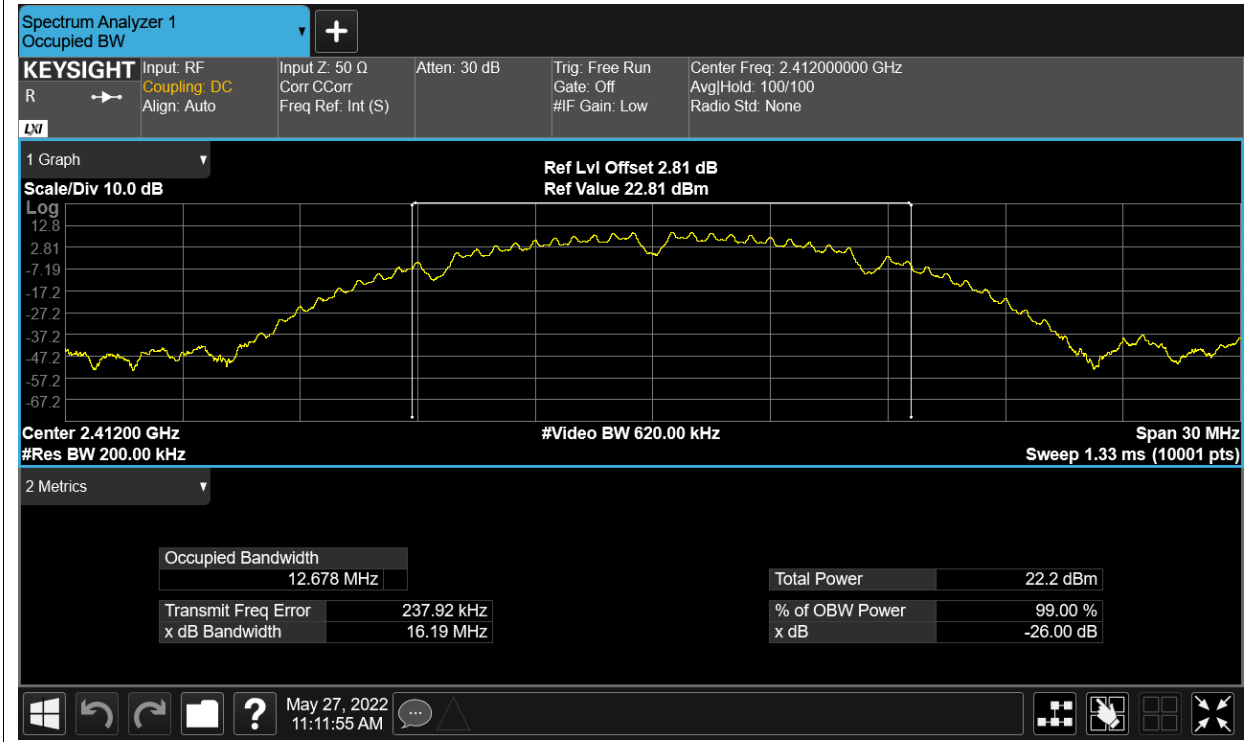 Spectrum Analyzer 1
Occupied BW
KEYSIGHT
R
LXI
Input: RF
Coupling: DC
Align: Auto
Input Z: 50 Ω
Corr CCorr
Freq Ref: Int (S)
Atten: 30 dB
Trig: Free Run
Gate: Off
#IF Gain: Low
Center Freq: 2.412000000 GHz
Avg|Hold: 100/100
Radio Std: None
1 Graph
Scale/Div 10.0 dB
Ref Lvl Offset 2.81 dB
Ref Value 22.81 dBm
Log
12.8
2.81
-7.19
-17.2
-27.2
-37.2
-47.2
-57.2
-67.2
Center 2.41200 GHz
#Res BW 200.00 kHz
#Video BW 620.00 kHz
Span 30 MHz
Sweep 1.33 ms (10001 pts)
2 Metrics
Occupied Bandwidth
12.678 MHz
Transmit Freq Error 237.92 kHz
x dB Bandwidth 16.19 MHz
Total Power 22.2 dBm
% of OBW Power 99.00 %
x dB -26.00 dB
?
May 27, 2022
11:11:55 AM